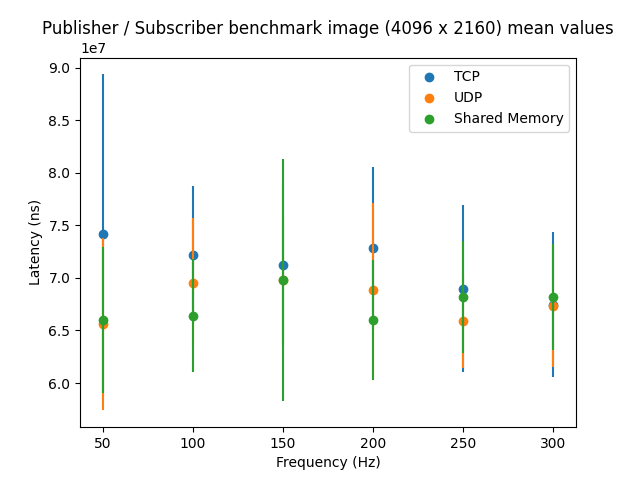 Publisher / Subscriber benchmark image (4096 x 2160) mean values
1e7
9.0
8.5
8.0
7.5
7.0
6.5
6.0
Latency (ns)
TCP
UDP
Shared Memory
50 100 150 200 250 300
Frequency (Hz)